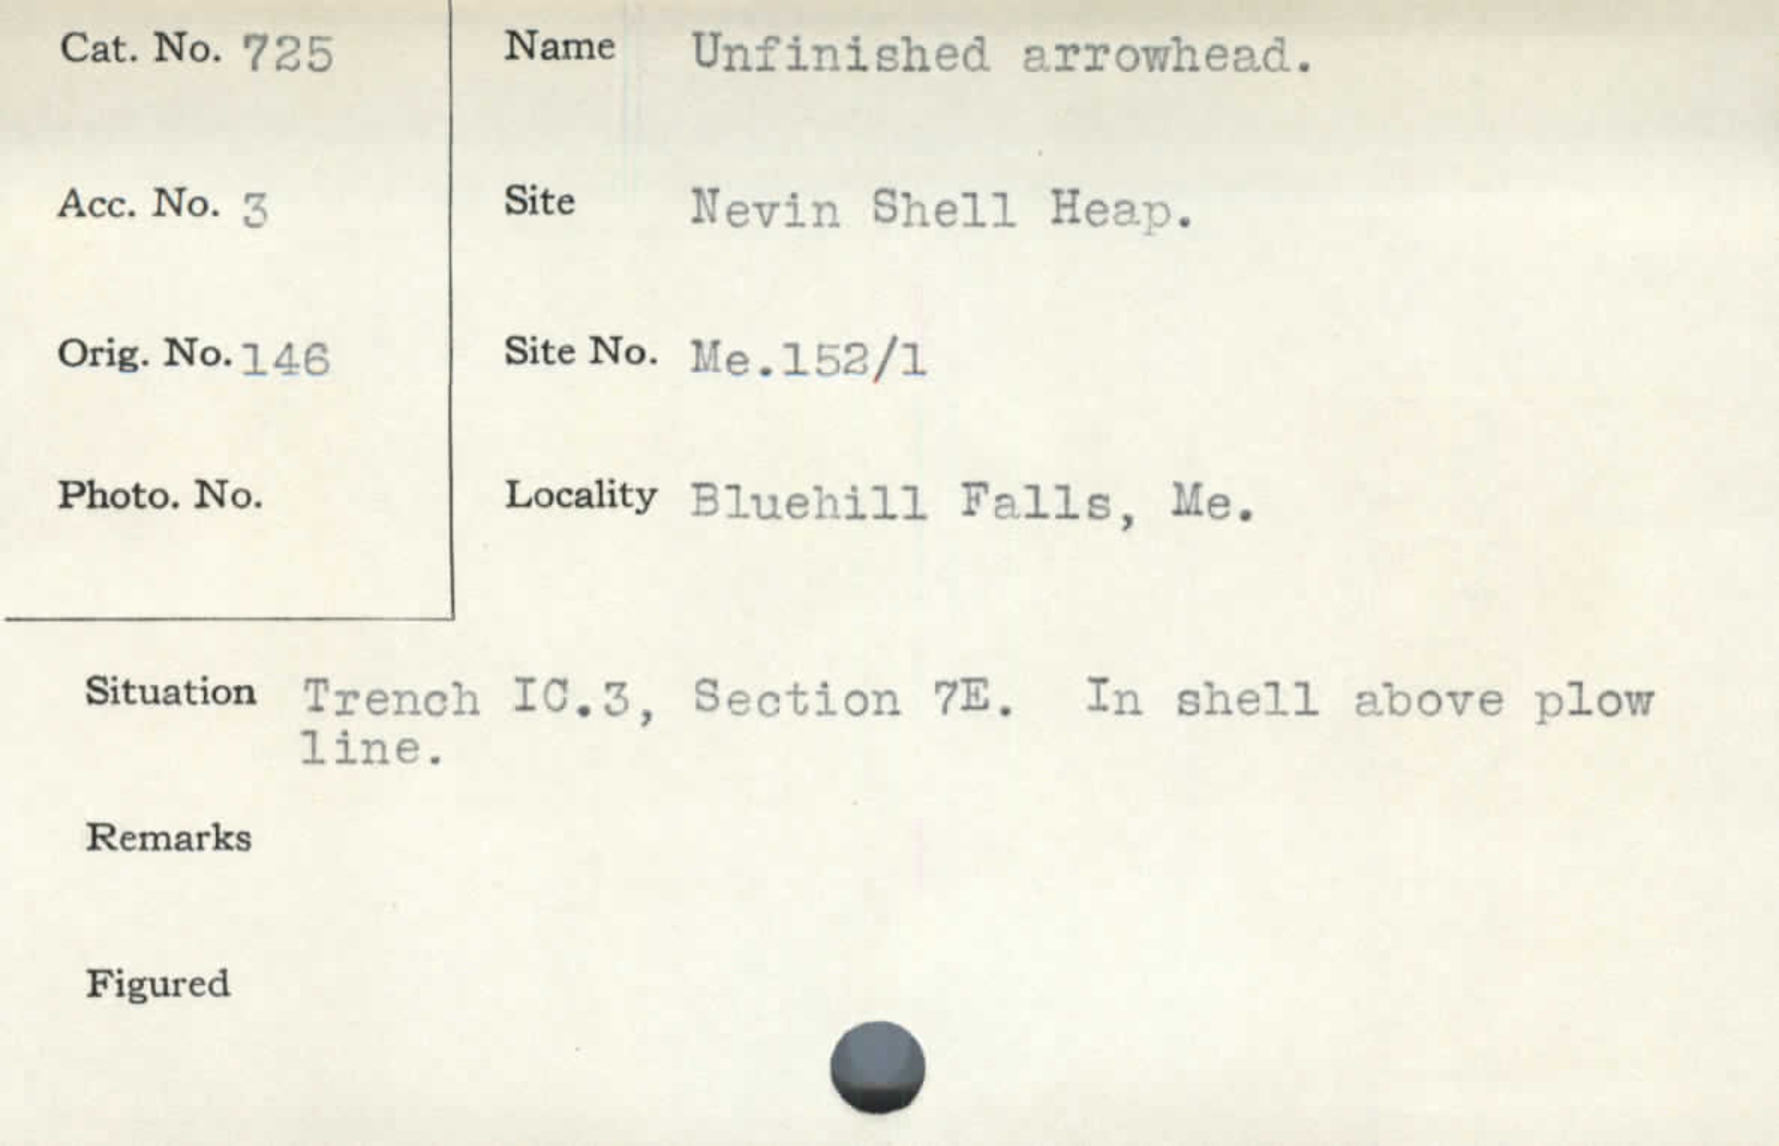 Cat. No. 725 Name Unfinished arrowhead.
Acc. No. 3 Site Nevin Shell Heap.
Orig. No. 146 Site No. Me.152/1
Photo. No. Locality Bluehill Falls, Me.
Situation Trench IC.3, Section 7E. In shell above plow
line.
Remarks
Figured